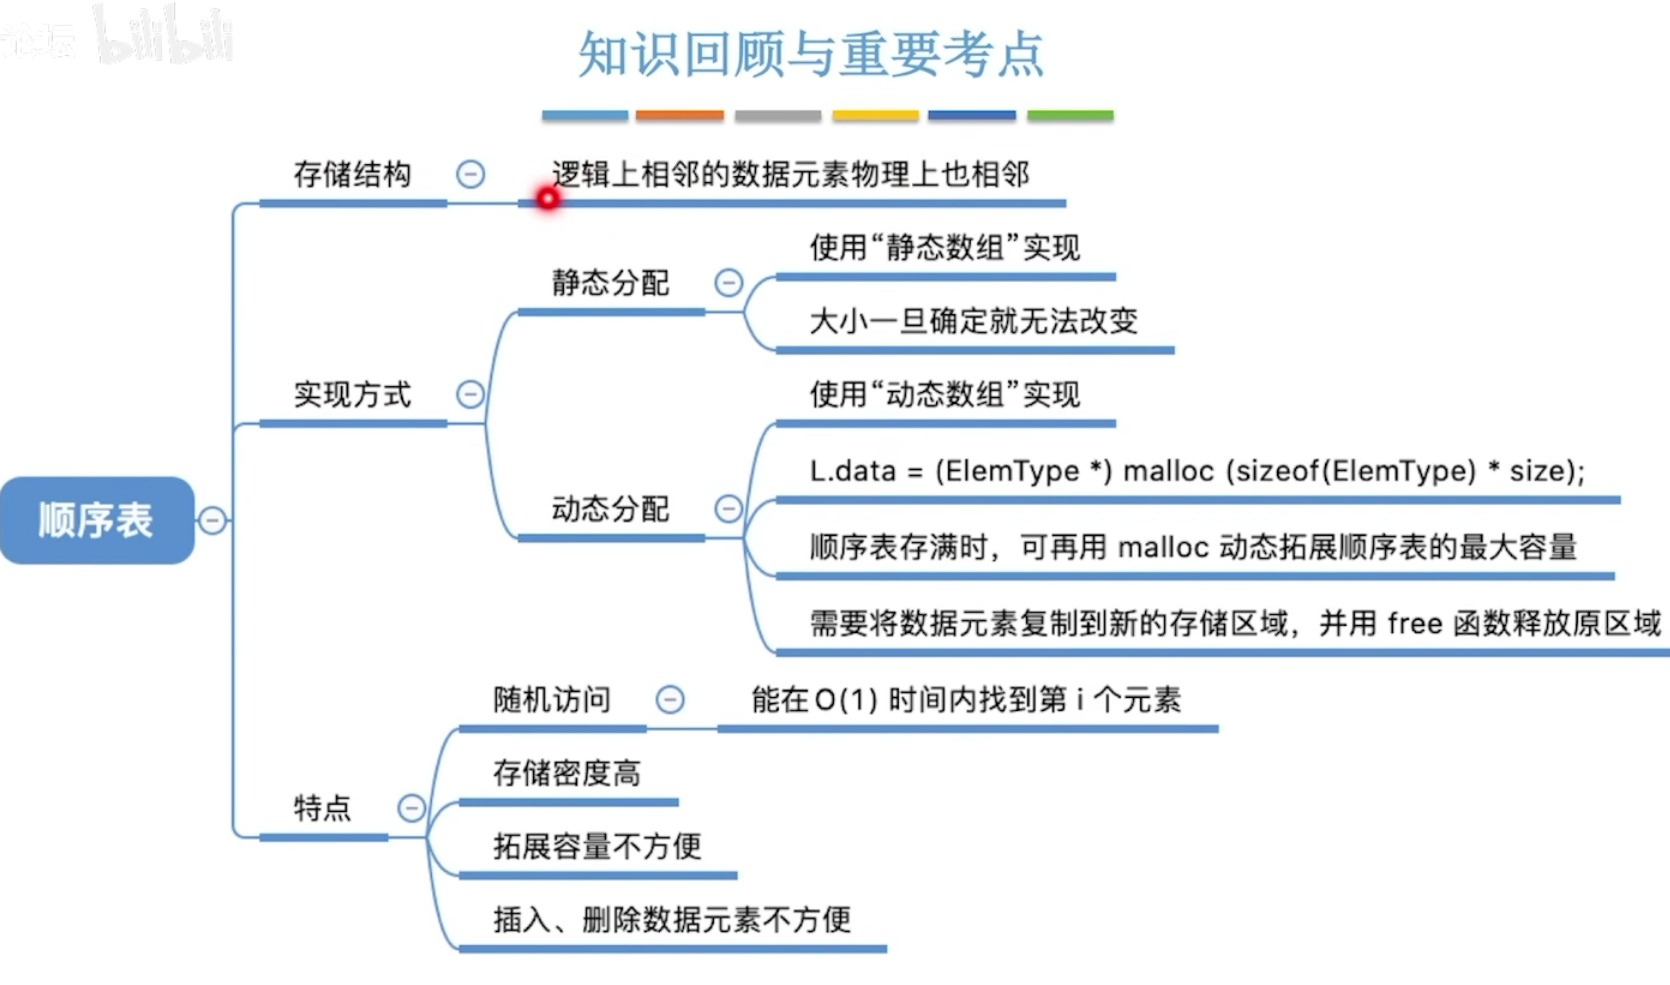 论坛 bilibili
知识回顾与重要考点
存储结构
逻辑上相邻的数据元素物理上也相邻
使用“静态数组”实现
静态分配
大小一旦确定就无法改变
实现方式
使用“动态数组”实现
L.data = (ElemType *) malloc (sizeof(ElemType) * size);
动态分配
顺序表
顺序表存满时，可再用 malloc 动态拓展顺序表的最大容量
需要将数据元素复制到新的存储区域，并用 free 函数释放原区域
随机访问
能在O(1) 时间内找到第 i 个元素
存储密度高
特点
拓展容量不方便
插入、删除数据元素不方便